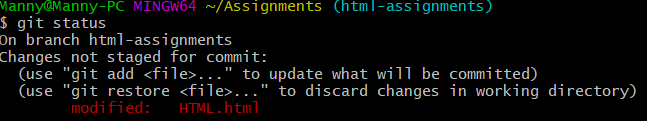 Manny@Manny-PC MINGW64 ~/Assignments (html-assignments)
$ git status
On branch html-assignments
Changes not staged for commit:
  (use "git add <file>..." to update what will be committed)
  (use "git restore <file>..." to discard changes in working directory)
        modified:   HTML.html